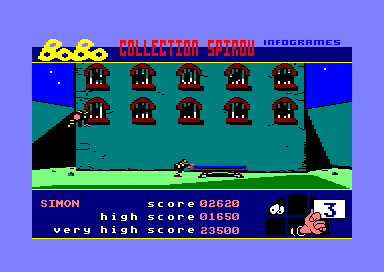 BOBO COLLECTION SPIROU INFOGRAMES
SIMON score 02620
high score 01650
very high score 23500
3